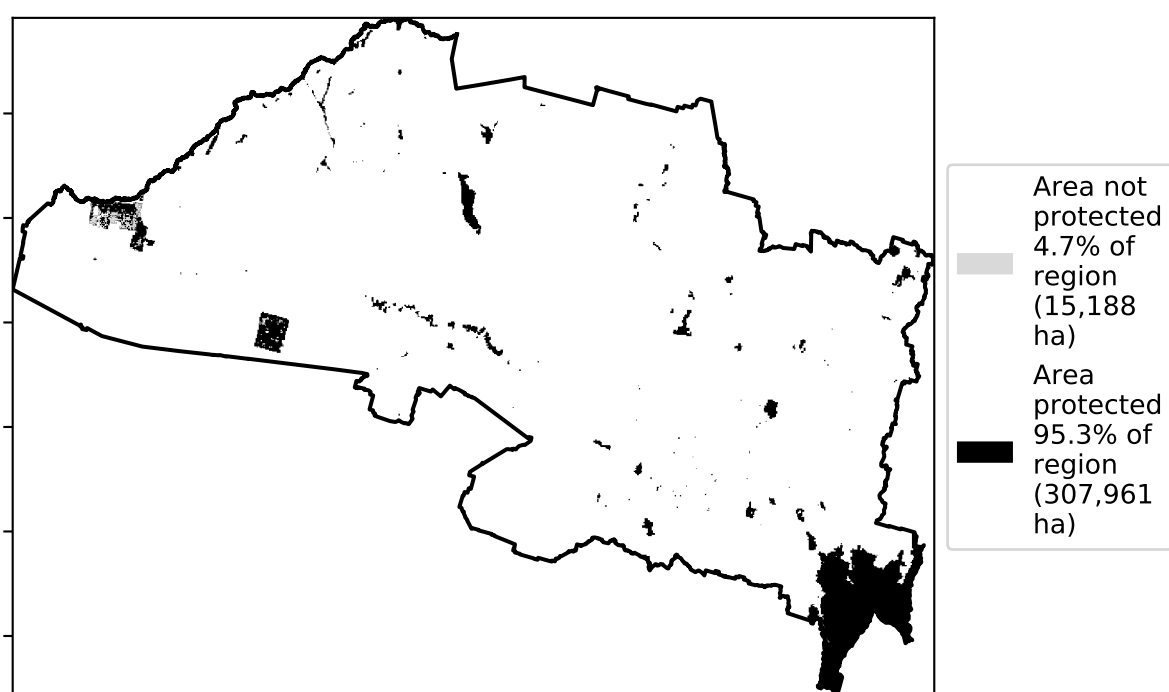 Area not
protected
4.7% of
region
(15,188
ha)
Area
protected
95.3% of
region
(307,961
ha)